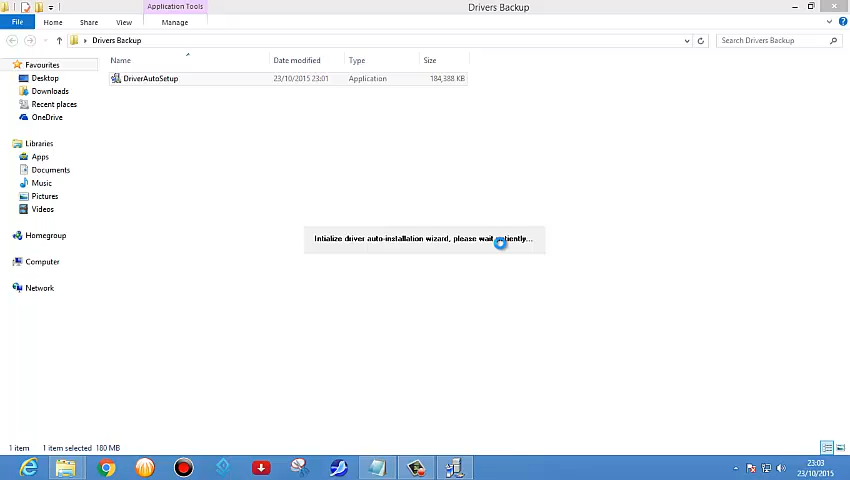 Application Tools
Drivers Backup
File Home Share View Manage
Drivers Backup
Search Drivers Backup
Name Date modified Type Size
DriverAutoSetup 23/10/2015 23:01 Application 184,388 KB
Favourites
Desktop
Downloads
Recent places
OneDrive
Libraries
Apps
Documents
Music
Pictures
Videos
Homegroup
Computer
Network
Intialize driver auto-installation wizard, please wait patiently...
1 item 1 item selected 180 MB
23:03
23/10/2015